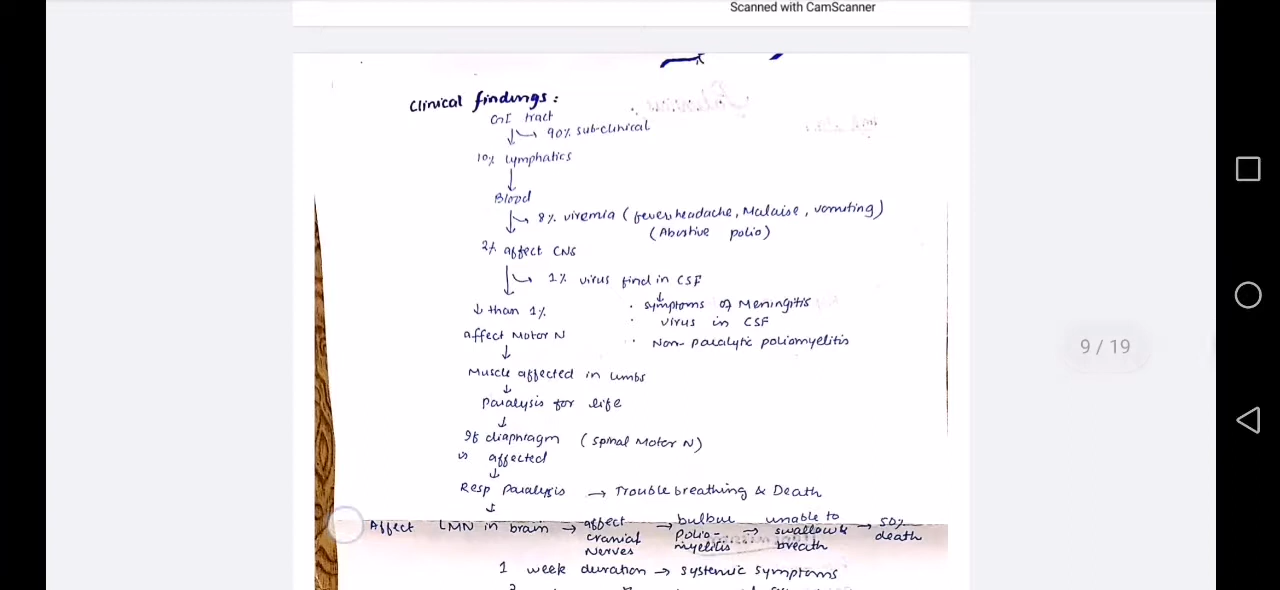 Scanned with CamScanner
Clinical findings:
GI tract
↓→ 90% sub-clinical
10% Lymphatics
↓
Blood
↓→ 8% viremia (fever headache, Malaise, vomiting)
(Abortive polio)
2% affect CNS
↓→ 1% virus find in CSF
↓
↓ than 1% · symptoms of Meningitis
· virus in CSF
affect Motor N · Non-paralytic poliomyelitis
↓
Muscle affected in limbs
↓
Paralysis for life
↓
If diaphragm (Spinal Motor N)
is affected
↓
Resp Paralysis → Trouble breathing & Death
↓
Affect LMN in brain → affect cranial Nerves → bulbur polio-myelitis → unable to swallow & breath → 50% death
1 week duration → systemic symptoms
9 / 19